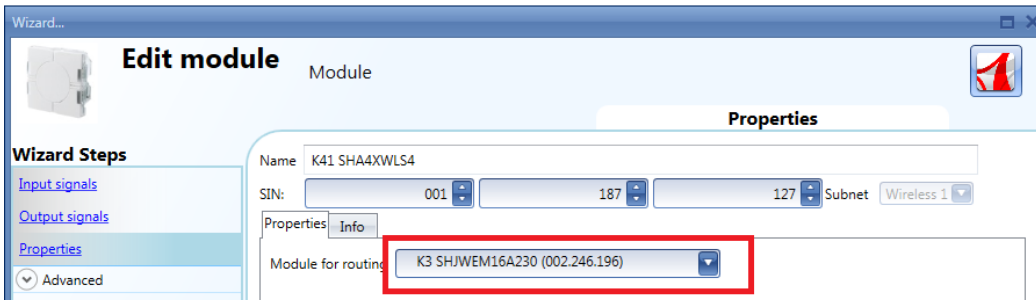 Wizard...
Edit module
Module
Properties
Wizard Steps
Input signals
Output signals
Properties
Advanced
Name K41 SHA4XWLS4
SIN: 001 187 127 Subnet Wireless 1
Properties Info
Module for routing K3 SHJWEM16A230 (002.246.196)